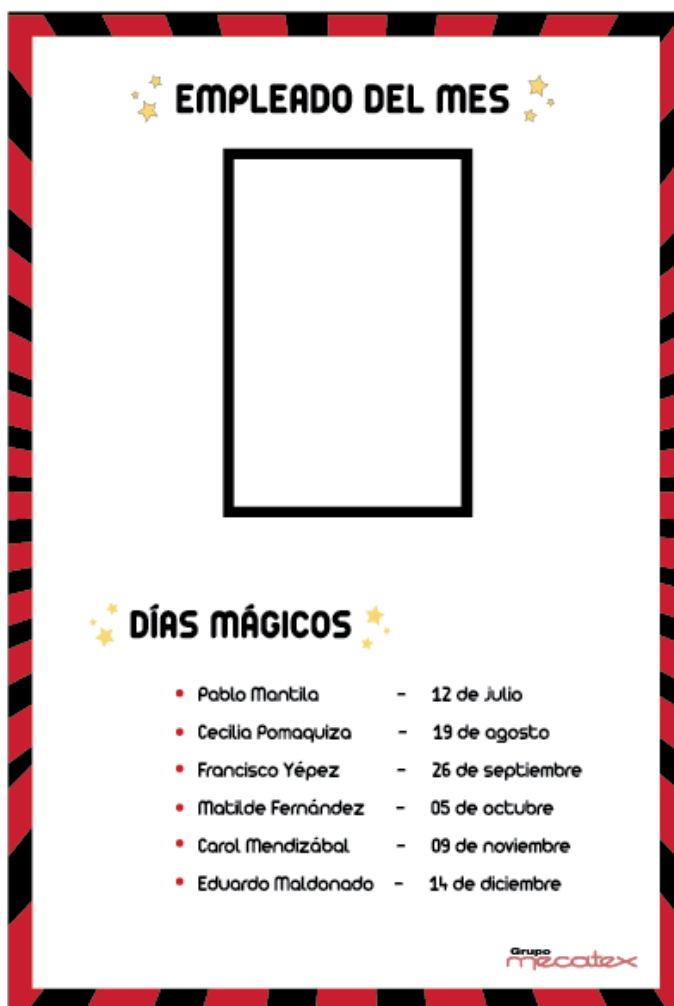 EMPLEADO DEL MES
DÍAS MÁGICOS
• Pablo Mantila - 12 de julio
• Cecilia Pomaquiza - 19 de agosto
• Francisco Yépez - 26 de septiembre
• Matilde Fernández - 05 de octubre
• Carol Mendizábal - 09 de noviembre
• Eduardo Maldonado - 14 de diciembre
Grupo
mecatex